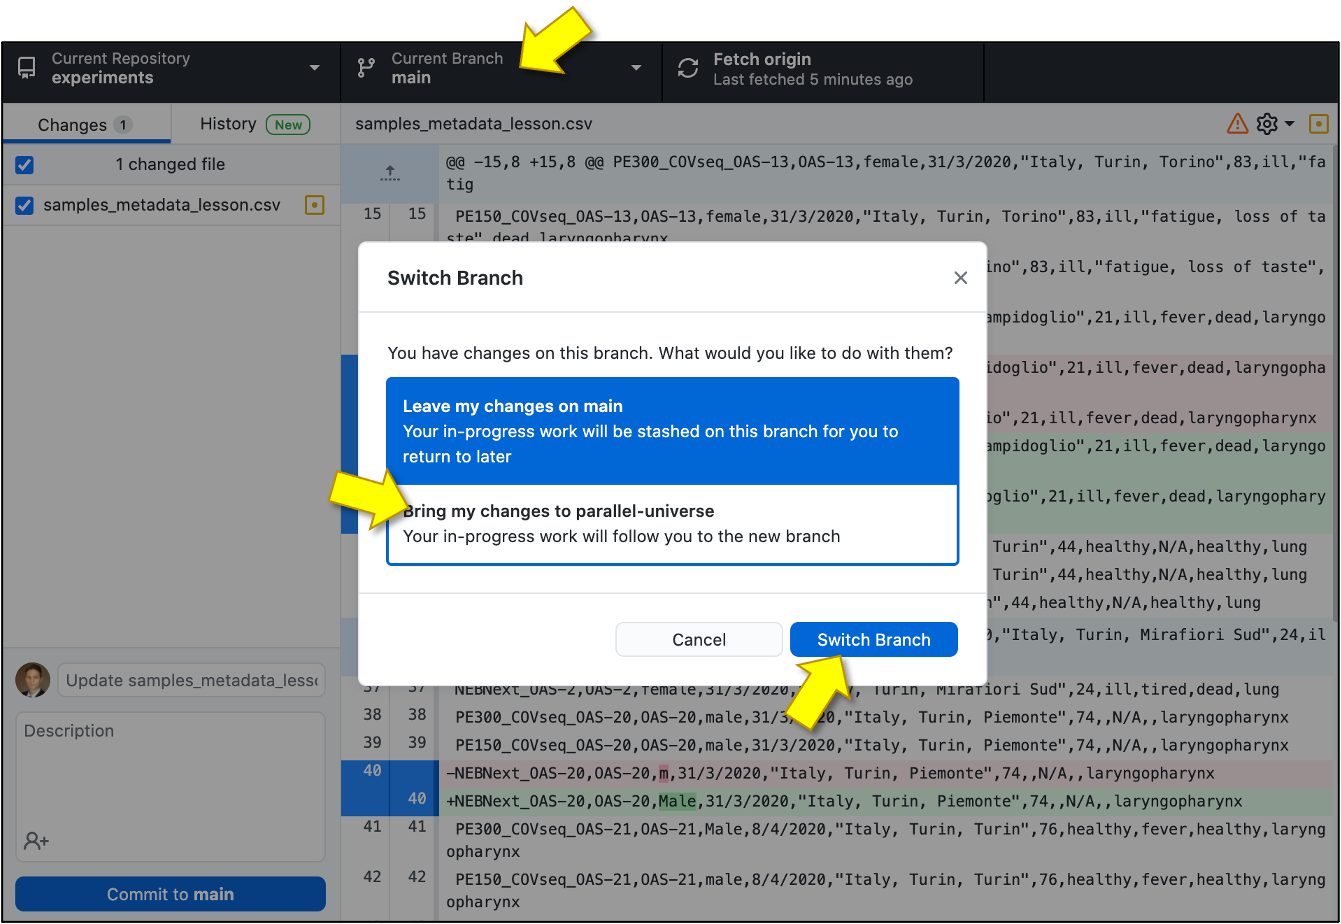 Current Repository
experiments
Current Branch
main
Fetch origin
Last fetched 5 minutes ago
Changes 1
History New
samples_metadata_lesson.csv
1 changed file
samples_metadata_lesson.csv
@@ -15,8 +15,8 @@ PE300_COVseq_OAS-13,OAS-13,female,31/3/2020,"Italy, Turin, Torino",83,ill,"fa
tig
15 15 PE150_COVseq_OAS-13,OAS-13,female,31/3/2020,"Italy, Turin, Torino",83,ill,"fatigue, loss of ta
ste",dead,laryngopharynx
ino",83,ill,"fatigue, loss of taste",
ampidoglio",21,ill,fever,dead,laryngo
idoglio",21,ill,fever,dead,laryngopha
io",21,ill,fever,dead,laryngopharynx
ampidoglio",21,ill,fever,dead,laryngo
oglio",21,ill,fever,dead,laryngophary
Turin",44,healthy,N/A,healthy,lung
Turin",44,healthy,N/A,healthy,lung
",44,healthy,N/A,healthy,lung
,"Italy, Turin, Mirafiori Sud",24,il
Switch Branch
You have changes on this branch. What would you like to do with them?
Leave my changes on main
Your in-progress work will be stashed on this branch for you to
return to later
Bring my changes to parallel-universe
Your in-progress work will follow you to the new branch
Cancel
Switch Branch
37 37 NEBNext_OAS-2,OAS-2,female,31/3/2020, Turin, Mirafiori Sud",24,ill,tired,dead,lung
38 38 PE300_COVseq_OAS-20,OAS-20,male,31/3/2020,"Italy, Turin, Piemonte",74,,N/A,,laryngopharynx
39 39 PE150_COVseq_OAS-20,OAS-20,male,31/3/2020,"Italy, Turin, Piemonte",74,,N/A,,laryngopharynx
40 -NEBNext_OAS-20,OAS-20,m,31/3/2020,"Italy, Turin, Piemonte",74,,N/A,,laryngopharynx
40 +NEBNext_OAS-20,OAS-20,Male,31/3/2020,"Italy, Turin, Piemonte",74,,N/A,,laryngopharynx
41 41 PE300_COVseq_OAS-21,OAS-21,Male,8/4/2020,"Italy, Turin, Turin",76,healthy,fever,healthy,laryng
opharynx
42 42 PE150_COVseq_OAS-21,OAS-21,male,8/4/2020,"Italy, Turin, Turin",76,healthy,fever,healthy,laryng
opharynx
Update samples_metadata_less
Description
Commit to main